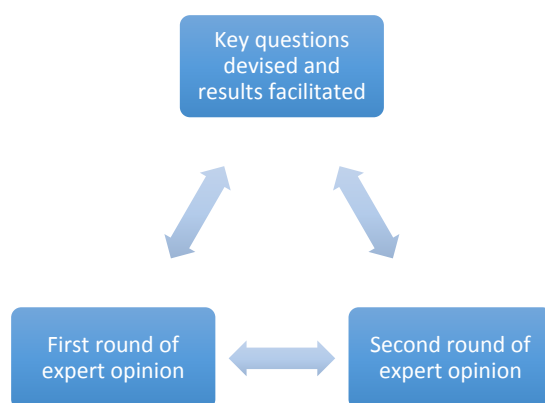 Key questions
devised and
results facilitated
First round of
expert opinion
Second round of
expert opinion